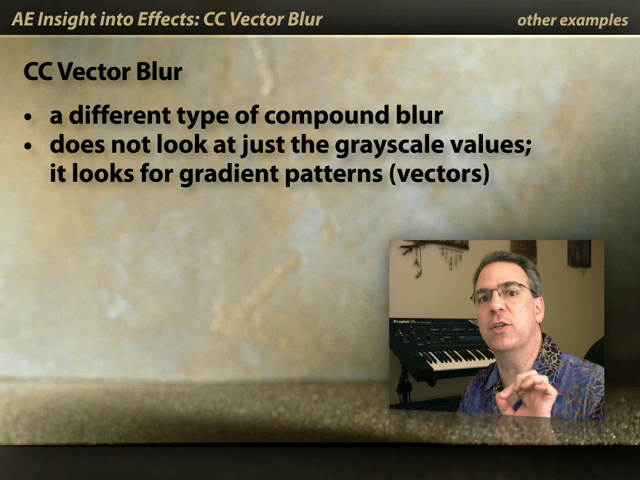 AE Insight into Effects: CC Vector Blur
other examples
CC Vector Blur
• a different type of compound blur
• does not look at just the grayscale values;
it looks for gradient patterns (vectors)